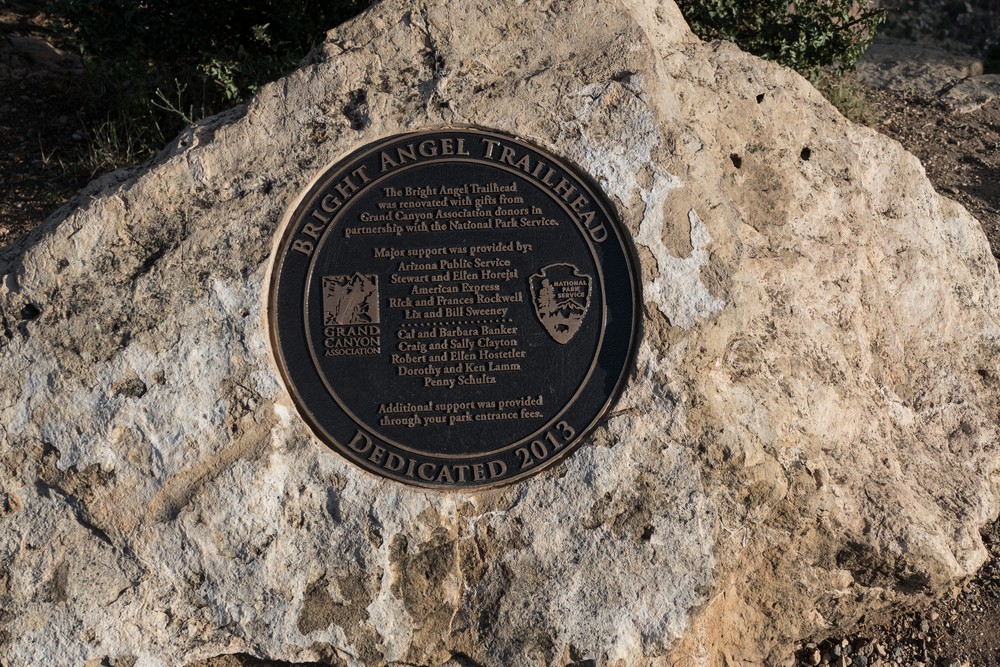 BRIGHT ANGEL TRAILHEAD
The Bright Angel Trailhead
was renovated with gifts from
Grand Canyon Association donors in
partnership with the National Park Service.
Major support was provided by:
Arizona Public Service
Stewart and Ellen Horejsi
American Express
Rick and Frances Rockwell
Liz and Bill Sweeney
Cal and Barbara Banker
Craig and Sally Clayton
Robert and Ellen Hostetler
Dorothy and Ken Lamm
Penny Schultz
GRAND
CANYON
ASSOCIATION
NATIONAL
PARK
SERVICE
Additional support was provided
through your park entrance fees.
DEDICATED 2013